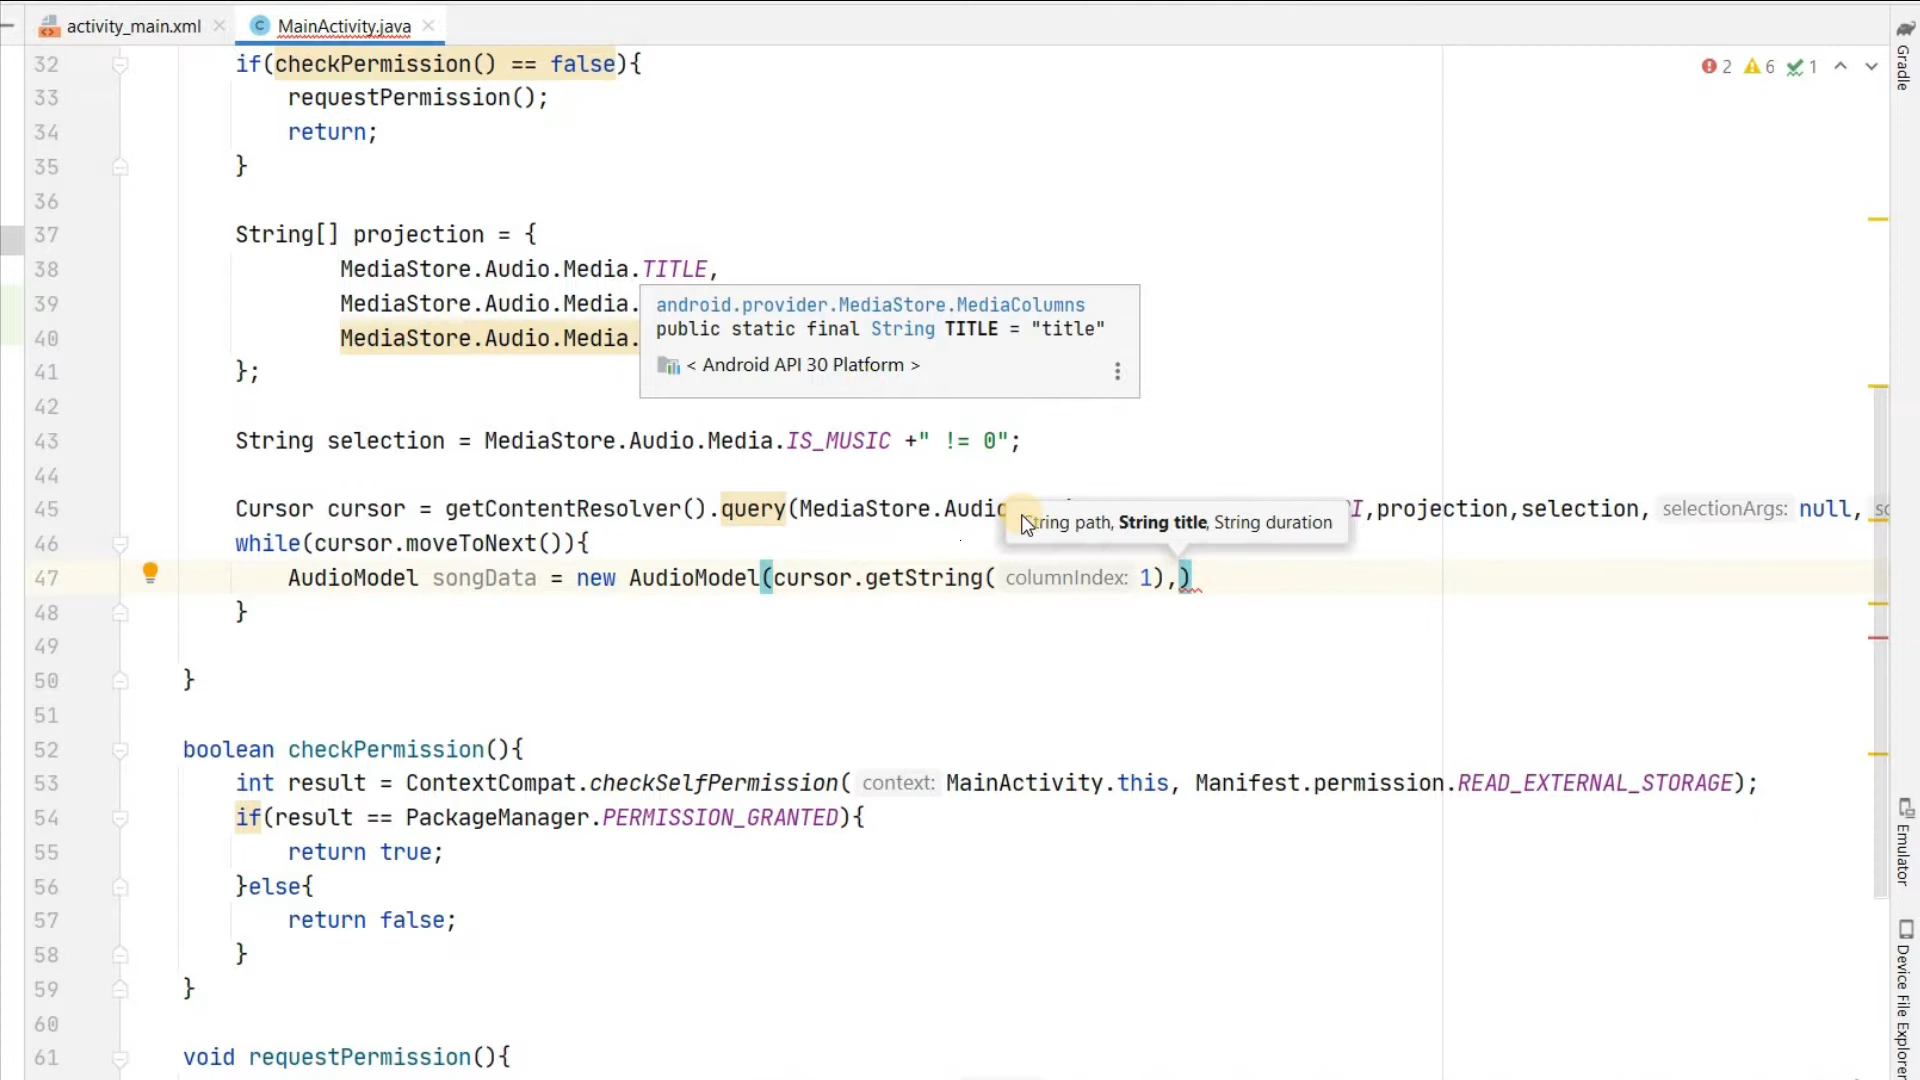 activity_main.xml
MainActivity.java
Gradle
2 6 1
32 if(checkPermission() == false){
33 requestPermission();
34 return;
35 }
36
37 String[] projection = {
38 MediaStore.Audio.Media.TITLE,
39 MediaStore.Audio.Media.
40 MediaStore.Audio.Media.
android.provider.MediaStore.MediaColumns
public static final String TITLE = "title"
< Android API 30 Platform >
41 };
42
43 String selection = MediaStore.Audio.Media.IS_MUSIC +" != 0";
44
45 Cursor cursor = getContentResolver().query(MediaStore.Audio I,projection,selection, selectionArgs: null,
String path, String title, String duration
46 while(cursor.moveToNext()){
47 AudioModel songData = new AudioModel(cursor.getString( columnIndex: 1),)
48 }
49
50 }
51
52 boolean checkPermission(){
53 int result = ContextCompat.checkSelfPermission( context: MainActivity.this, Manifest.permission.READ_EXTERNAL_STORAGE);
54 if(result == PackageManager.PERMISSION_GRANTED){
55 return true;
56 }else{
57 return false;
58 }
59 }
60
61 void requestPermission(){
Emulator
Device File Explorer